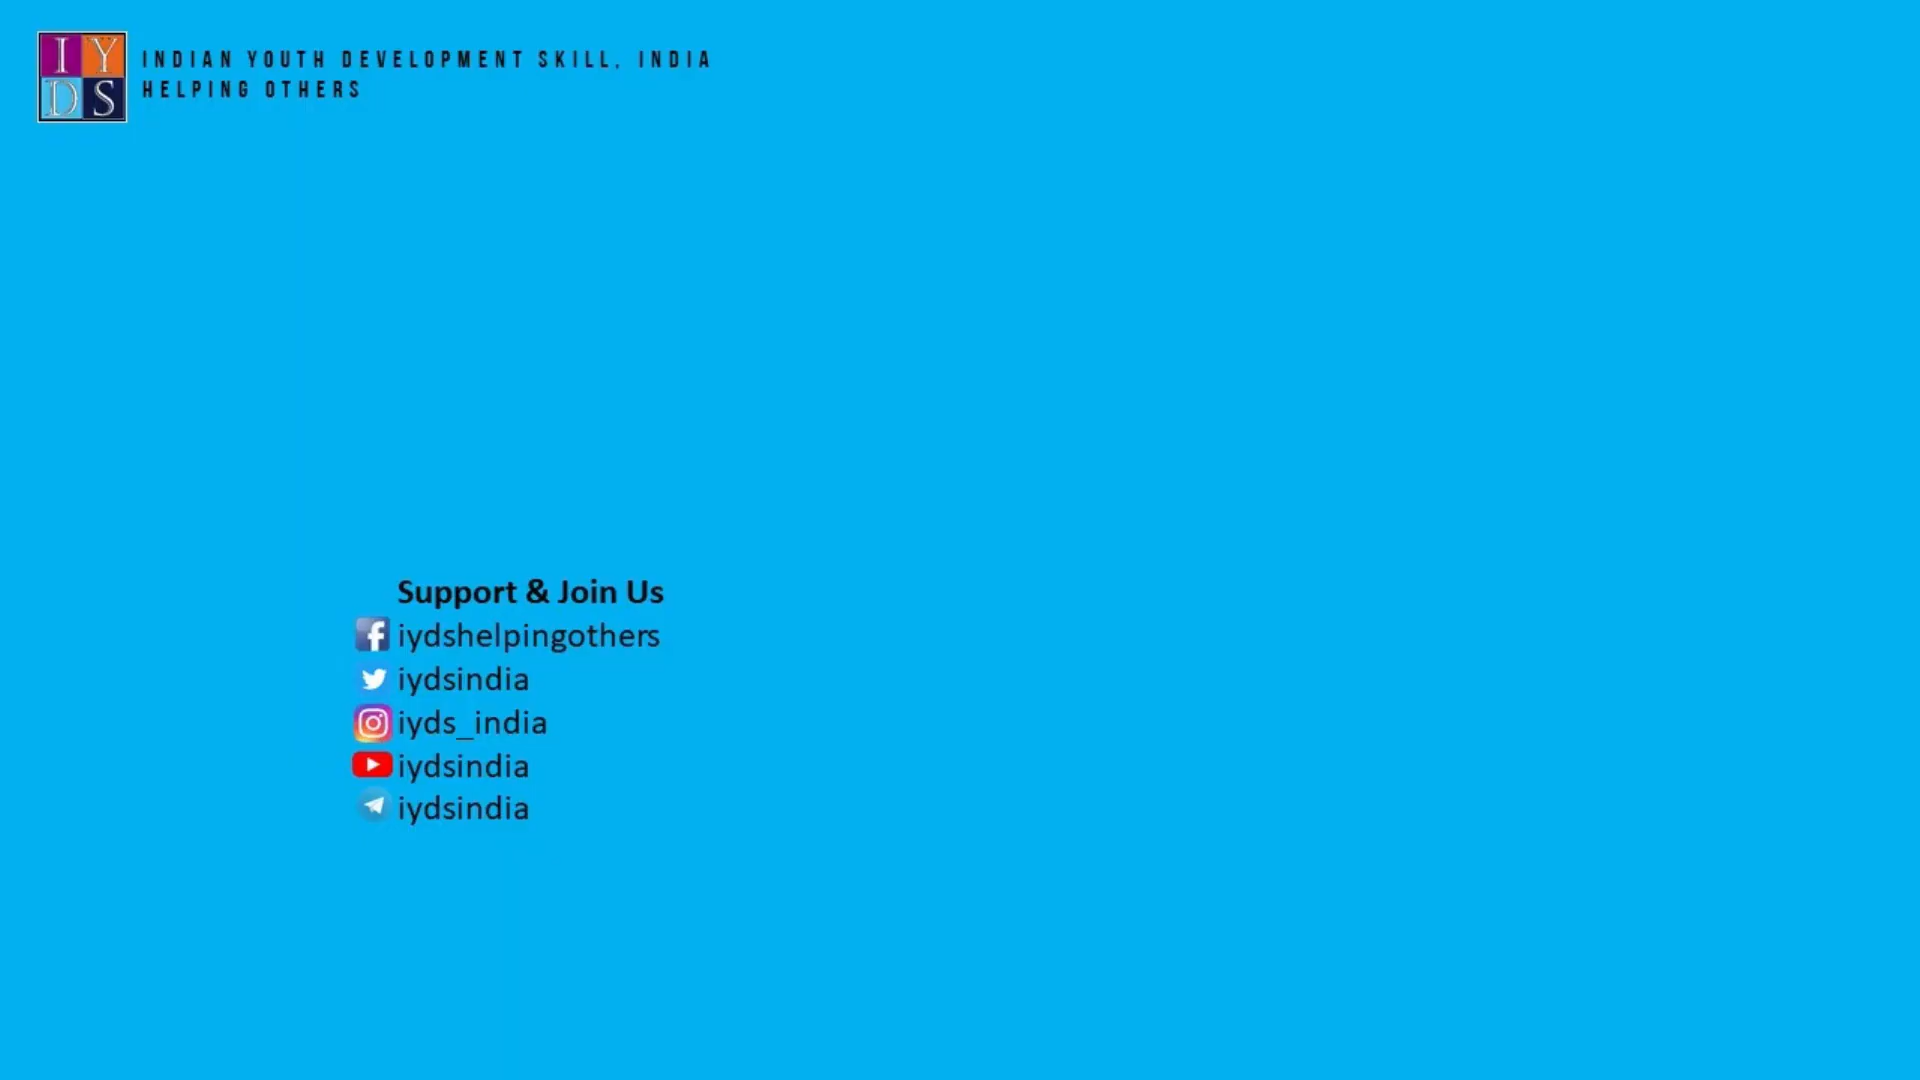 IY
DS
INDIAN YOUTH DEVELOPMENT SKILL, INDIA
HELPING OTHERS
Support & Join Us
iydshelpingothers
iydsindia
iyds_india
iydsindia
iydsindia